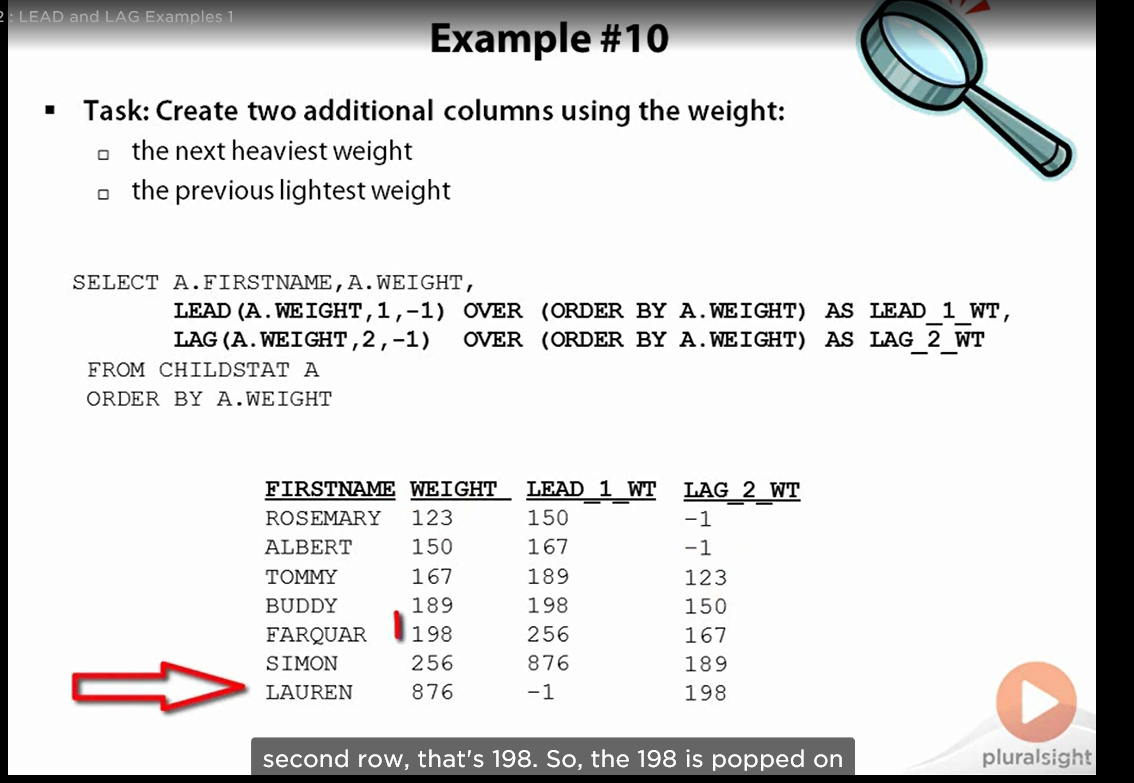 2 : LEAD and LAG Examples 1
Example #10
Task: Create two additional columns using the weight:
the next heaviest weight
the previous lightest weight
SELECT A.FIRSTNAME,A.WEIGHT,
LEAD(A.WEIGHT,1,-1) OVER (ORDER BY A.WEIGHT) AS LEAD_1_WT,
LAG(A.WEIGHT,2,-1) OVER (ORDER BY A.WEIGHT) AS LAG_2_WT
FROM CHILDSTAT A
ORDER BY A.WEIGHT
FIRSTNAME WEIGHT LEAD_1_WT LAG_2_WT
ROSEMARY 123 150 -1
ALBERT 150 167 -1
TOMMY 167 189 123
BUDDY 189 198 150
FARQUAR 198 256 167
SIMON 256 876 189
LAUREN 876 -1 198
second row, that's 198. So, the 198 is popped on
pluralsight